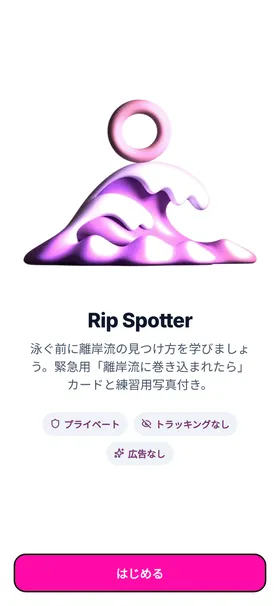 Rip Spotter
泳ぐ前に離岸流の見つけ方を学びましょ
う。緊急用「離岸流に巻き込まれたら」
カードと練習用写真付き。
プライベート
トラッキングなし
広告なし
はじめる